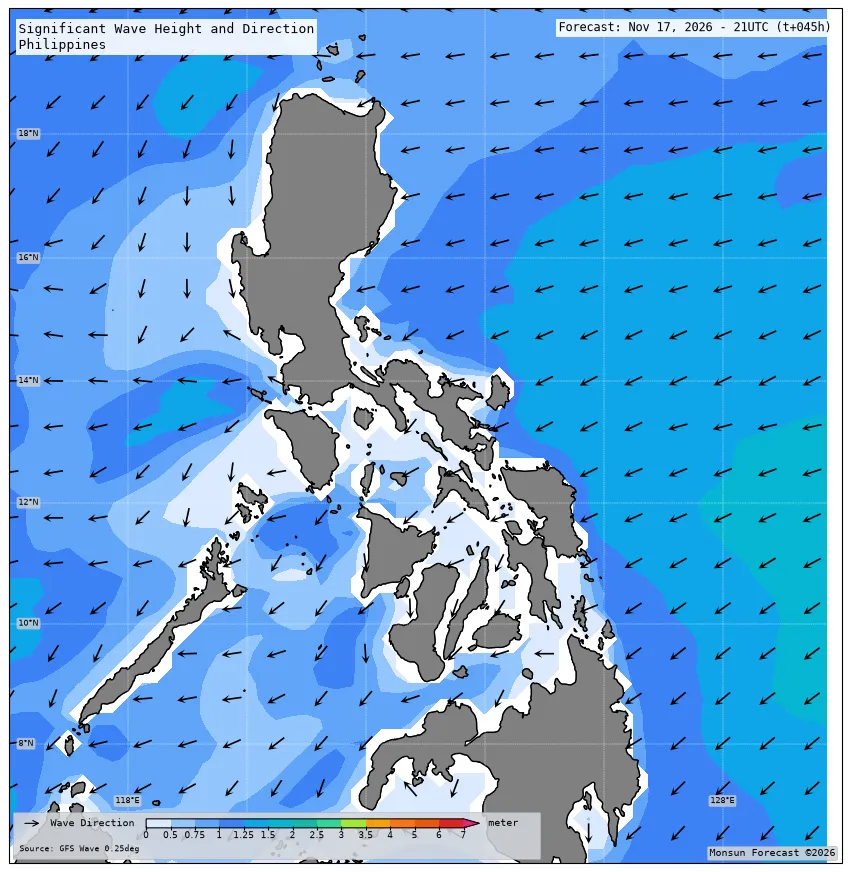 Significant Wave Height and Direction
Philippines
Forecast: Nov 17, 2026 - 21UTC (t+045h)
18°N
16°N
14°N
12°N
10°N
8°N
118°E
128°E
Wave Direction
0 0.5 0.75 1 1.25 1.5 2 2.5 3 3.5 4 5 6 7
meter
Source: GFS Wave 0.25deg
Monsun Forecast ©2026